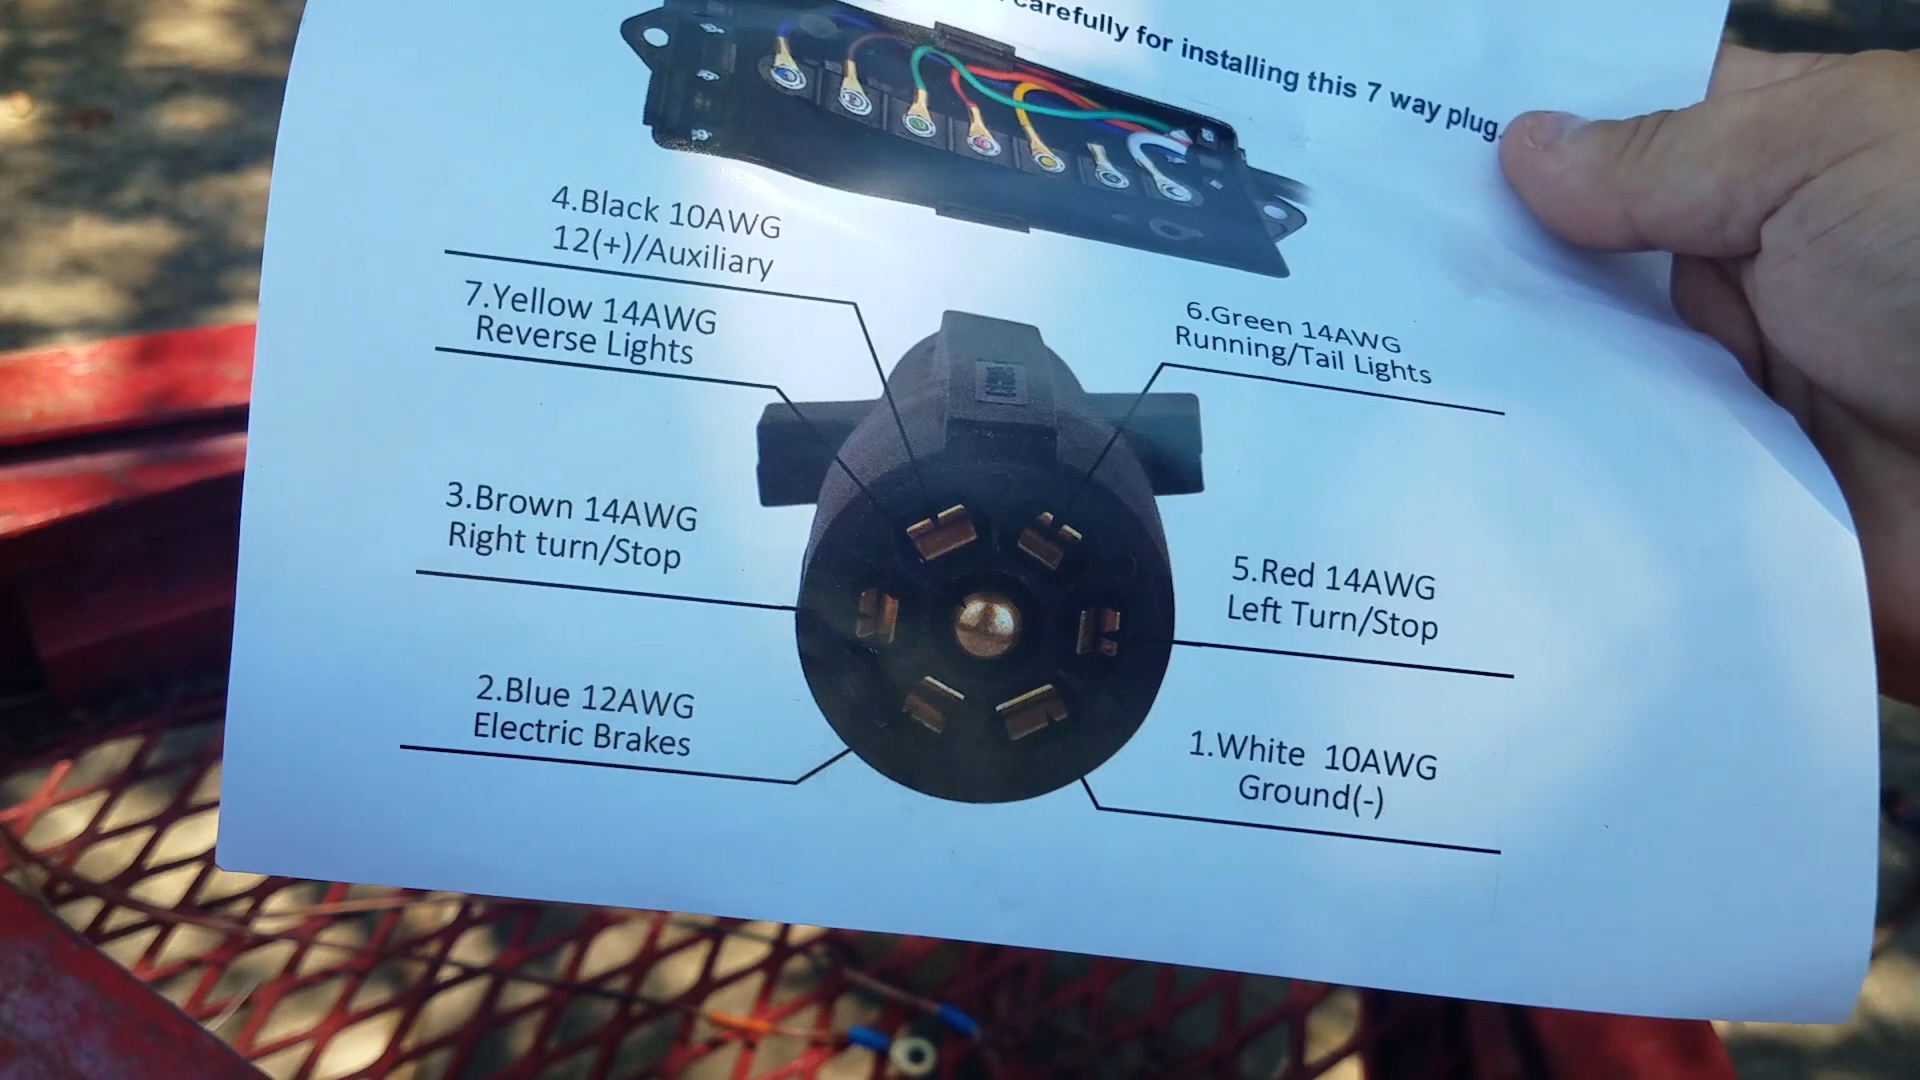 carefully for installing this 7 way plug.
4.Black 10AWG
12(+)/Auxiliary
7.Yellow 14AWG
Reverse Lights
6.Green 14AWG
Running/Tail Lights
3.Brown 14AWG
Right turn/Stop
5.Red 14AWG
Left Turn/Stop
2.Blue 12AWG
Electric Brakes
1.White 10AWG
Ground(-)